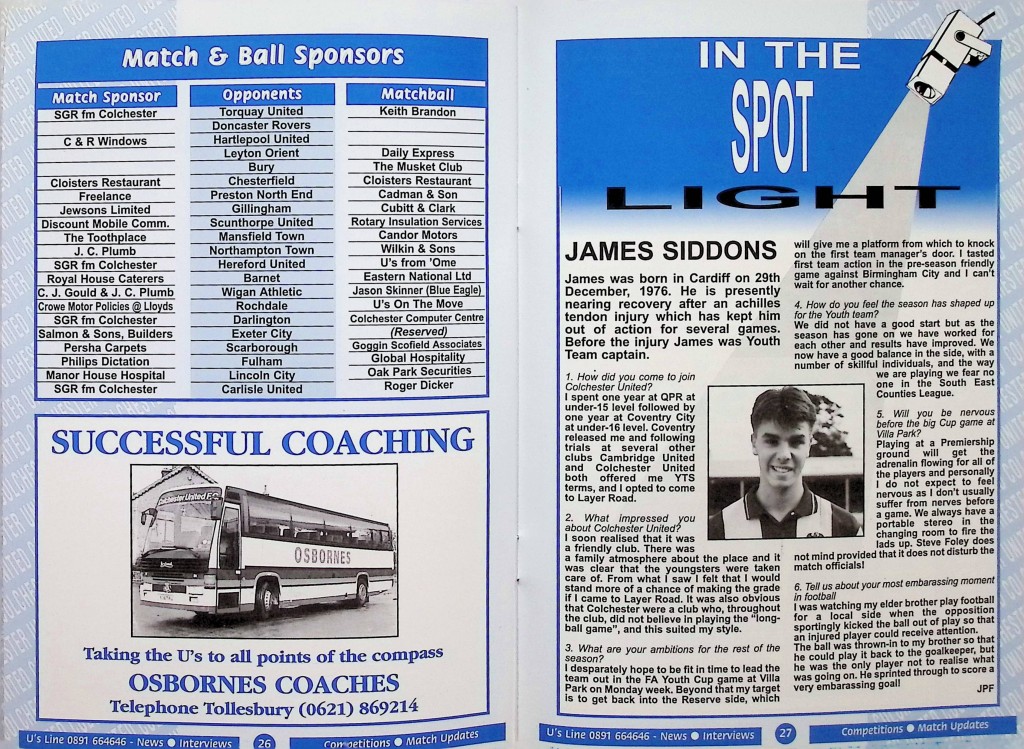 Match & Ball Sponsors
Match Sponsor Opponents Matchball
SGR fm Colchester Torquay United Keith Brandon
Doncaster Rovers
C & R Windows Hartlepool United
Leyton Orient Daily Express
Bury The Musket Club
Cloisters Restaurant Chesterfield Cloisters Restaurant
Freelance Preston North End Cadman & Son
Jewsons Limited Gillingham Cubitt & Clark
Discount Mobile Comm. Scunthorpe United Rotary Insulation Services
The Toothplace Mansfield Town Candor Motors
J. C. Plumb Northampton Town Wilkin & Sons
SGR fm Colchester Hereford United U's from 'Ome
Royal House Caterers Barnet Eastern National Ltd
C. J. Gould & J. C. Plumb Wigan Athletic Jason Skinner (Blue Eagle)
Crowe Motor Policies @ Lloyds Rochdale U's On The Move
SGR fm Colchester Darlington Colchester Computer Centre
Salmon & Sons, Builders Exeter City (Reserved)
Persha Carpets Scarborough Goggin Scofield Associates
Philips Dictation Fulham Global Hospitality
Manor House Hospital Lincoln City Oak Park Securities
SGR fm Colchester Carlisle United Roger Dicker
SUCCESSFUL COACHING
Colchester United F.C.
OSBORNES
Taking the U's to all points of the compass
OSBORNES COACHES
Telephone Tollesbury (0621) 869214
U's Line 0891 664646 - News ● Interviews 26 Competitions ● Match Updates
IN THE
SPOT
LIGHT
JAMES SIDDONS
James was born in Cardiff on 29th
December, 1976. He is presently
nearing recovery after an achilles
tendon injury which has kept him
out of action for several games.
Before the injury James was Youth
Team captain.
1. How did you come to join
Colchester United?
I spent one year at QPR at
under-15 level followed by
one year at Coventry City
at under-16 level. Coventry
released me and following
trials at several other
clubs Cambridge United
and Colchester United
both offered me YTS
terms, and I opted to come
to Layer Road.
2. What impressed you
about Colchester United?
I soon realised that it was
a friendly club. There was
a family atmosphere about the place and it
was clear that the youngsters were taken
care of. From what I saw I felt that I would
stand more of a chance of making the grade
if I came to Layer Road. It was also obvious
that Colchester were a club who, throughout
the club, did not believe in playing the "long-
ball game", and this suited my style.
3. What are your ambitions for the rest of the
season?
I desparately hope to be fit in time to lead the
team out in the FA Youth Cup game at Villa
Park on Monday week. Beyond that my target
is to get back into the Reserve side, which
will give me a platform from which to knock
on the first team manager's door. I tasted
first team action in the pre-season friendly
game against Birmingham City and I can't
wait for another chance.
4. How do you feel the season has shaped up
for the Youth team?
We did not have a good start but as the
season has gone on we have worked for
each other and results have improved. We
now have a good balance in the side, with a
number of skillful individuals, and the way
we are playing we fear no
one in the South East
Counties League.
5. Will you be nervous
before the big Cup game at
Villa Park?
Playing at a Premiership
ground will get the
adrenalin flowing for all of
the players and personally
I do not expect to feel
nervous as I don't usually
suffer from nerves before
a game. We always have a
portable stereo in the
changing room to fire the
lads up. Steve Foley does
not mind provided that it does not disturb the
match officials!
6. Tell us about your most embarassing moment
in football
I was watching my elder brother play football
for a local side when the opposition
sportingly kicked the ball out of play so that
an injured player could receive attention.
The ball was thrown-in to my brother so that
he could play it back to the goalkeeper, but
he was the only player not to realise what
was going on. He sprinted through to score a
very embarassing goal!
JPF
U's Line 0891 664646 - News ● Interviews 27 Competitions ● Match Updates